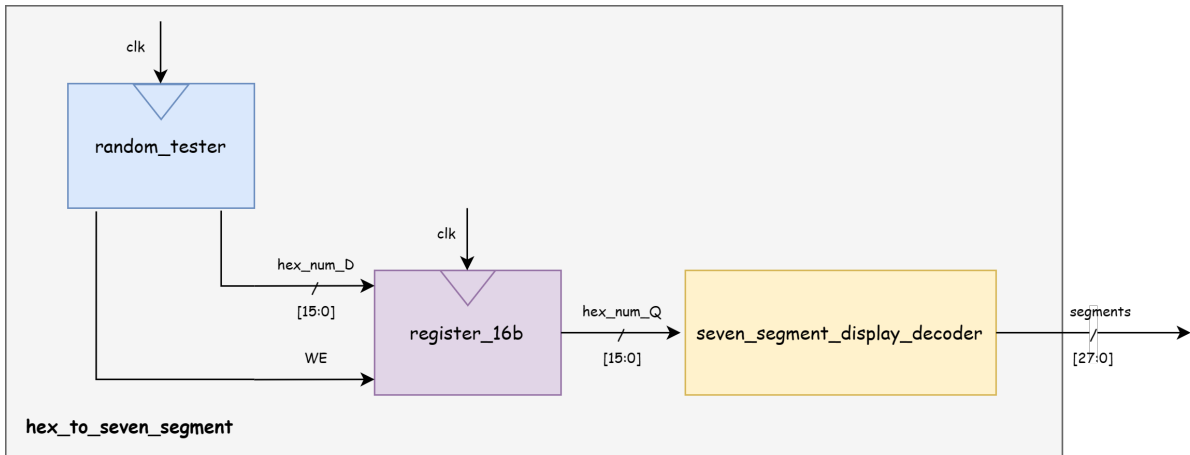 clk
random_tester
clk
hex_num_D
[15:0]
WE
register_16b
hex_num_Q
[15:0]
seven_segment_display_decoder
segments
[27:0]
hex_to_seven_segment